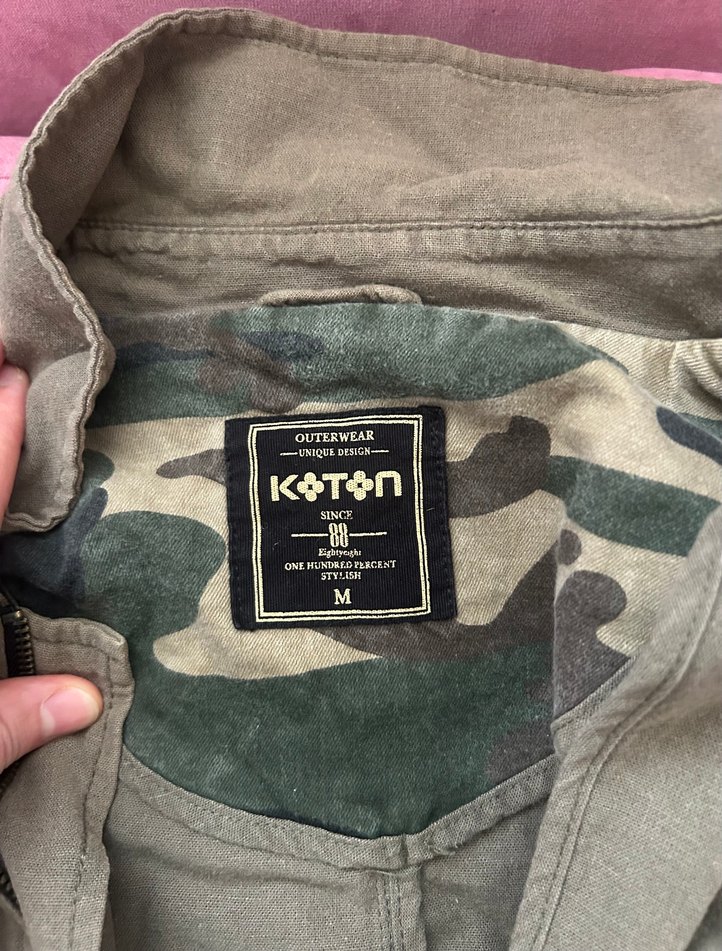 OUTERWEAR
UNIQUE DESIGN
KOTON
SINCE
88
Eightyeight
ONE HUNDRED PERCENT
STYLISH
M